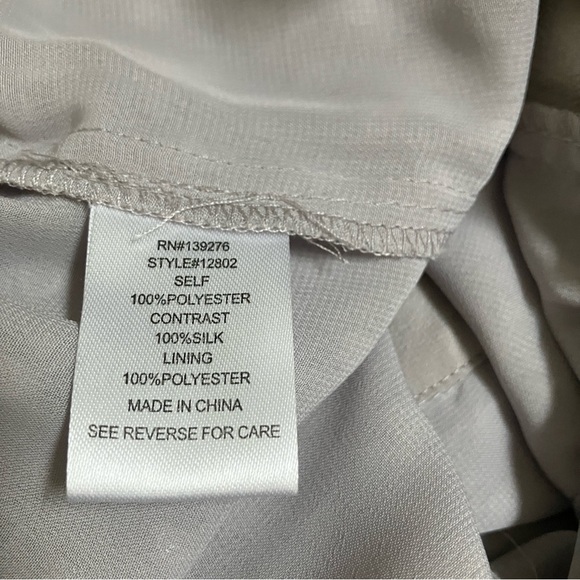 RN#139276
STYLE#12802
SELF
100%POLYESTER
CONTRAST
100%SILK
LINING
100%POLYESTER
MADE IN CHINA
SEE REVERSE FOR CARE